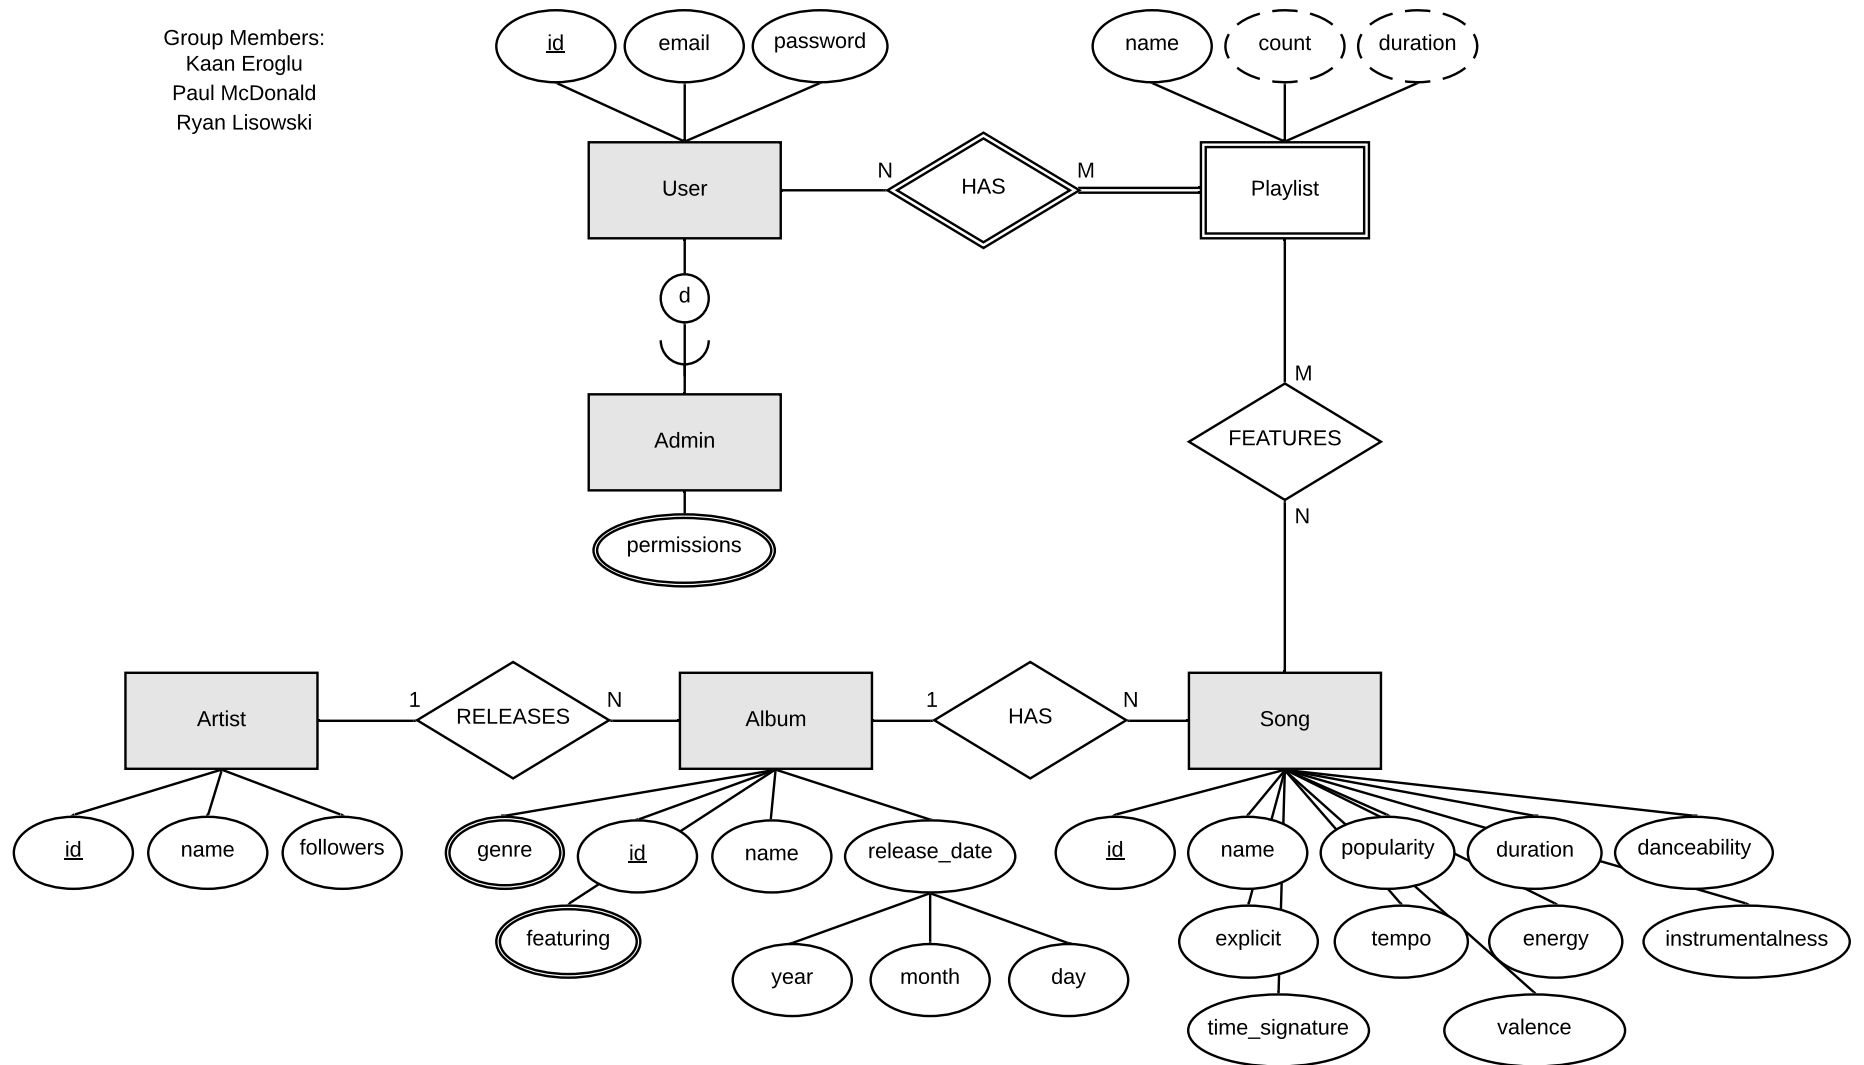 Group Members:
Kaan Eroglu
Paul McDonald
Ryan Lisowski
id
email
password
name
count
duration
User
N
HAS
M
Playlist
d
Admin
permissions
M
FEATURES
N
Artist
1
RELEASES
N
Album
1
HAS
N
Song
id
name
followers
genre
id
name
release_date
featuring
year
month
day
id
name
popularity
duration
danceability
explicit
tempo
energy
instrumentalness
time_signature
valence